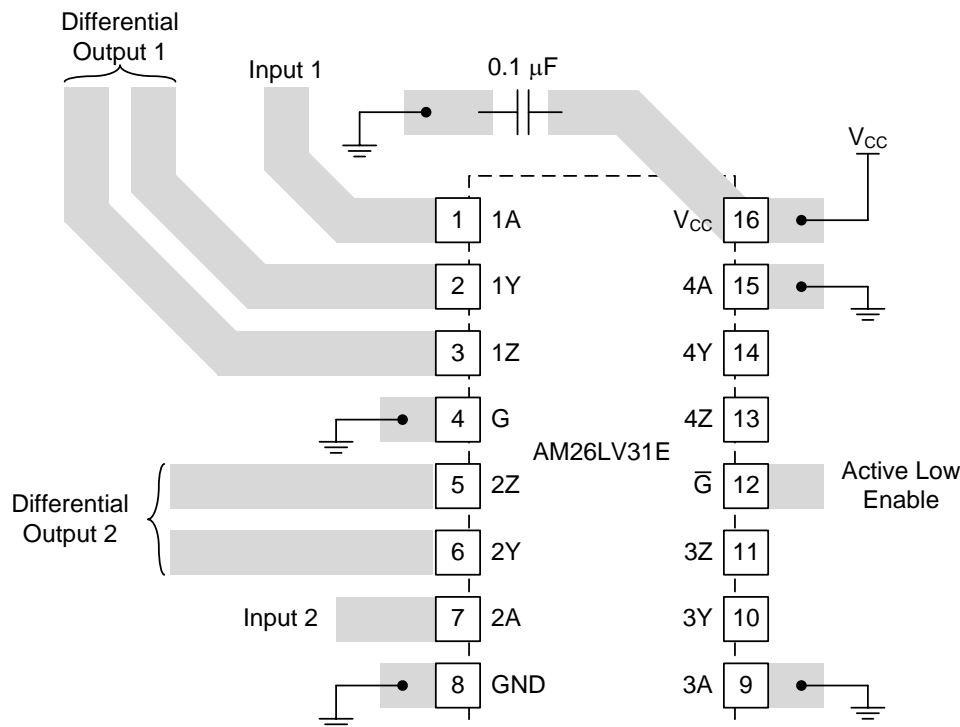 Differential
Output 1
Input 1
0.1 μF
VCC
1 1A
VCC 16
2 1Y
4A 15
3 1Z
4Y 14
4 G
4Z 13
AM26LV31E
5 2Z
G̅ 12
Active Low
Enable
Differential
Output 2
6 2Y
3Z 11
Input 2
7 2A
3Y 10
8 GND
3A 9